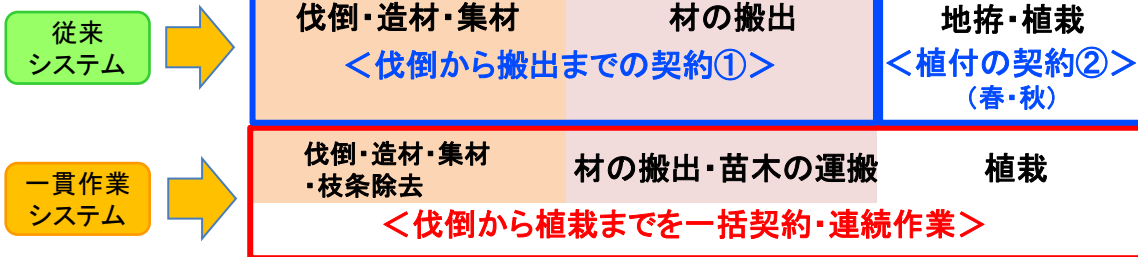 従来
システム
伐倒・造材・集材
材の搬出
＜伐倒から搬出までの契約①＞
地拵・植栽
＜植付の契約②＞
（春・秋）
一貫作業
システム
伐倒・造材・集材
・枝条除去
材の搬出・苗木の運搬
植栽
＜伐倒から植栽までを一括契約・連続作業＞